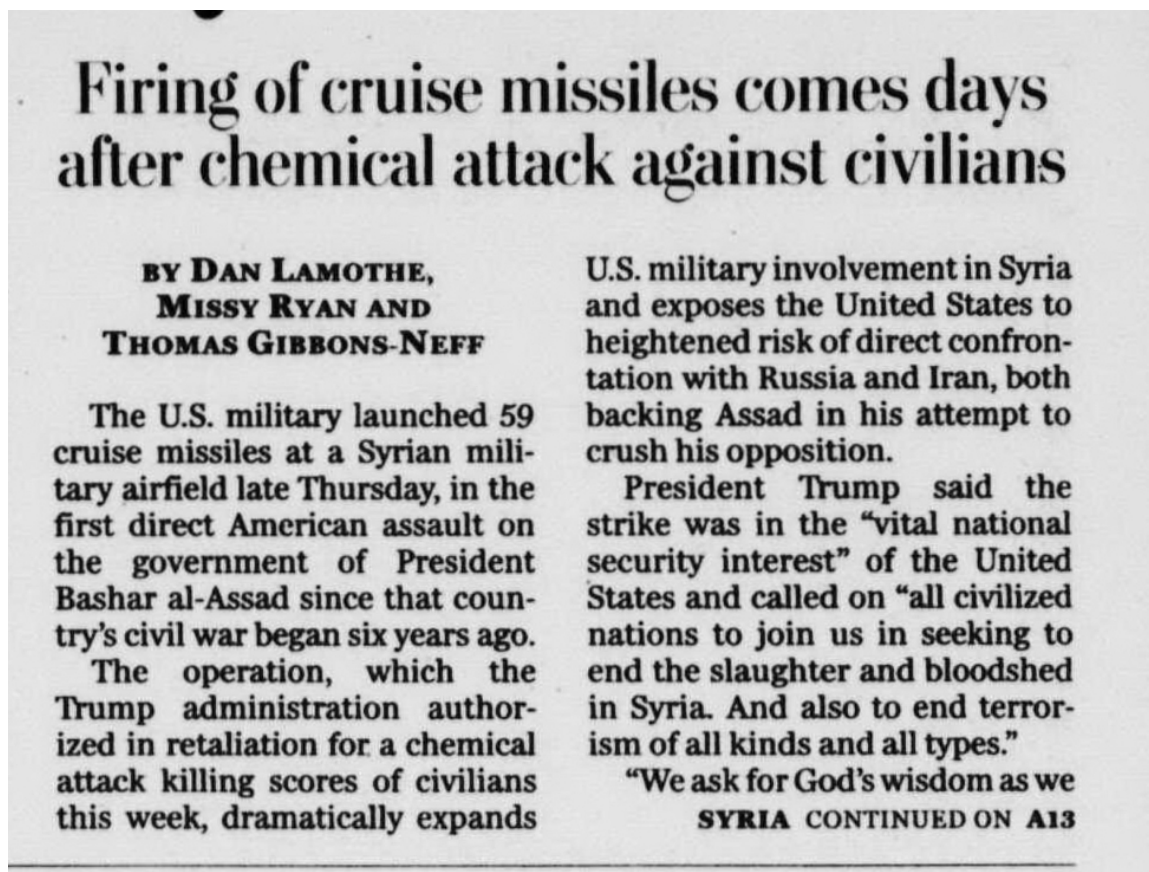 Firing of cruise missiles comes days
after chemical attack against civilians
BY DAN LAMOTHE,
MISSY RYAN AND
THOMAS GIBBONS-NEFF
The U.S. military launched 59
cruise missiles at a Syrian mili-
tary airfield late Thursday, in the
first direct American assault on
the government of President
Bashar al-Assad since that coun-
try's civil war began six years ago.
The operation, which the
Trump administration author-
ized in retaliation for a chemical
attack killing scores of civilians
this week, dramatically expands
U.S. military involvement in Syria
and exposes the United States to
heightened risk of direct confron-
tation with Russia and Iran, both
backing Assad in his attempt to
crush his opposition.
President Trump said the
strike was in the “vital national
security interest” of the United
States and called on “all civilized
nations to join us in seeking to
end the slaughter and bloodshed
in Syria. And also to end terror-
ism of all kinds and all types.”
“We ask for God's wisdom as we
SYRIA CONTINUED ON A13